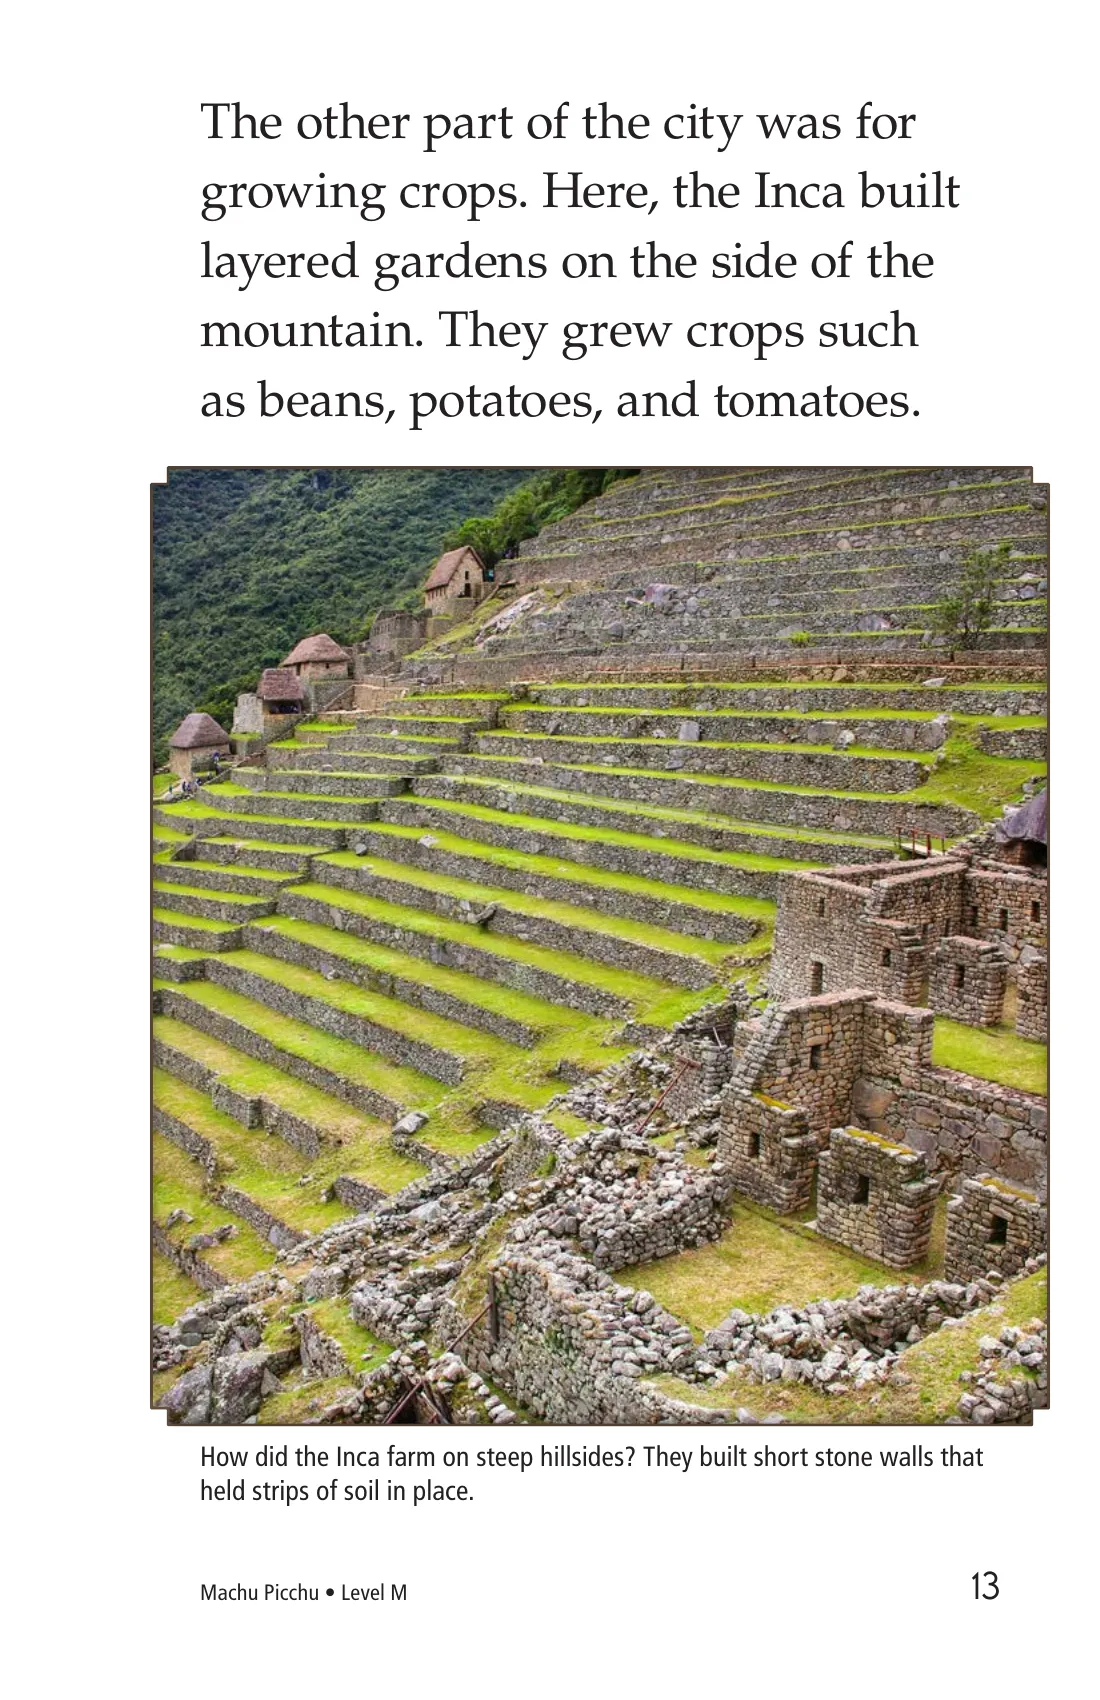 The other part of the city was for
growing crops. Here, the Inca built
layered gardens on the side of the
mountain. They grew crops such
as beans, potatoes, and tomatoes.
How did the Inca farm on steep hillsides? They built short stone walls that
held strips of soil in place.
Machu Picchu • Level M
13